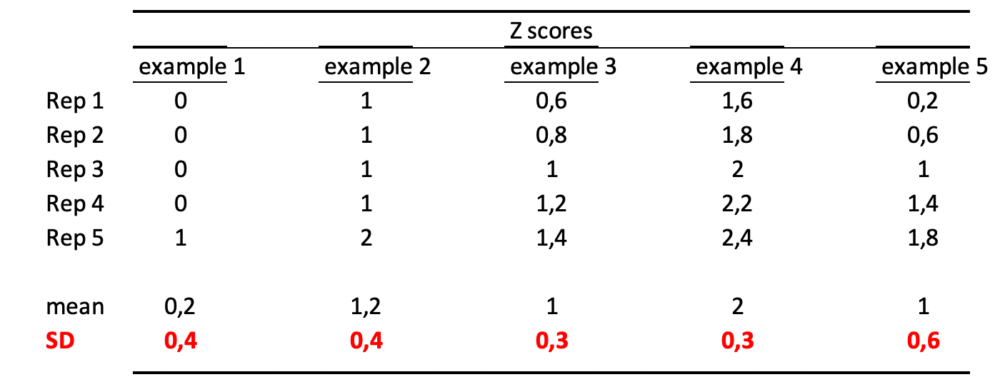 Z scores
example 1 example 2 example 3 example 4 example 5
Rep 1 0 1 0,6 1,6 0,2
Rep 2 0 1 0,8 1,8 0,6
Rep 3 0 1 1 2 1
Rep 4 0 1 1,2 2,2 1,4
Rep 5 1 2 1,4 2,4 1,8
mean 0,2 1,2 1 2 1
SD 0,4 0,4 0,3 0,3 0,6